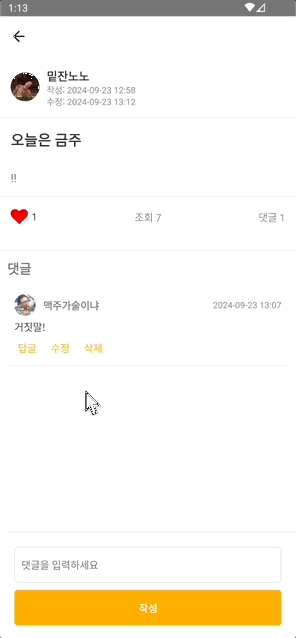 1:13
밑잔노노
작성: 2024-09-23 12:58
수정: 2024-09-23 13:12
오늘은 금주
!!
1 조회 7 댓글 1
댓글
맥주가술이냐 2024-09-23 13:07
거짓말!
답글 수정 삭제
댓글을 입력하세요
작성